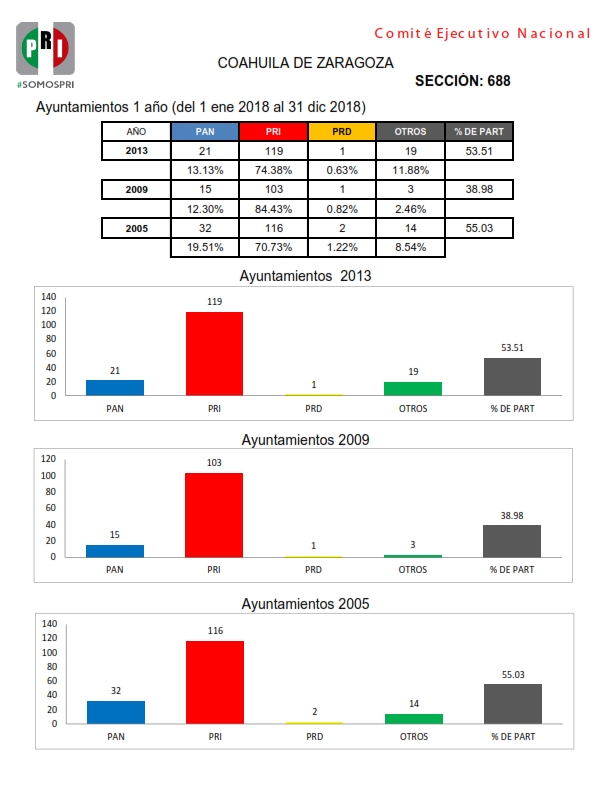 Comité Ejecutivo Nacional
PRI
#SOMOSPRI
COAHUILA DE ZARAGOZA
SECCIÓN: 688
Ayuntamientos 1 año (del 1 ene 2018 al 31 dic 2018)
AÑO PAN PRI PRD OTROS % DE PART
2013 21 119 1 19 53.51
13.13% 74.38% 0.63% 11.88%
2009 15 103 1 3 38.98
12.30% 84.43% 0.82% 2.46%
2005 32 116 2 14 55.03
19.51% 70.73% 1.22% 8.54%
Ayuntamientos 2013
140
120
100
80
60
40
20
0
21 119 1 19 53.51
PAN PRI PRD OTROS % DE PART
Ayuntamientos 2009
120
100
80
60
40
20
0
15 103 1 3 38.98
PAN PRI PRD OTROS % DE PART
Ayuntamientos 2005
140
120
100
80
60
40
20
0
32 116 2 14 55.03
PAN PRI PRD OTROS % DE PART